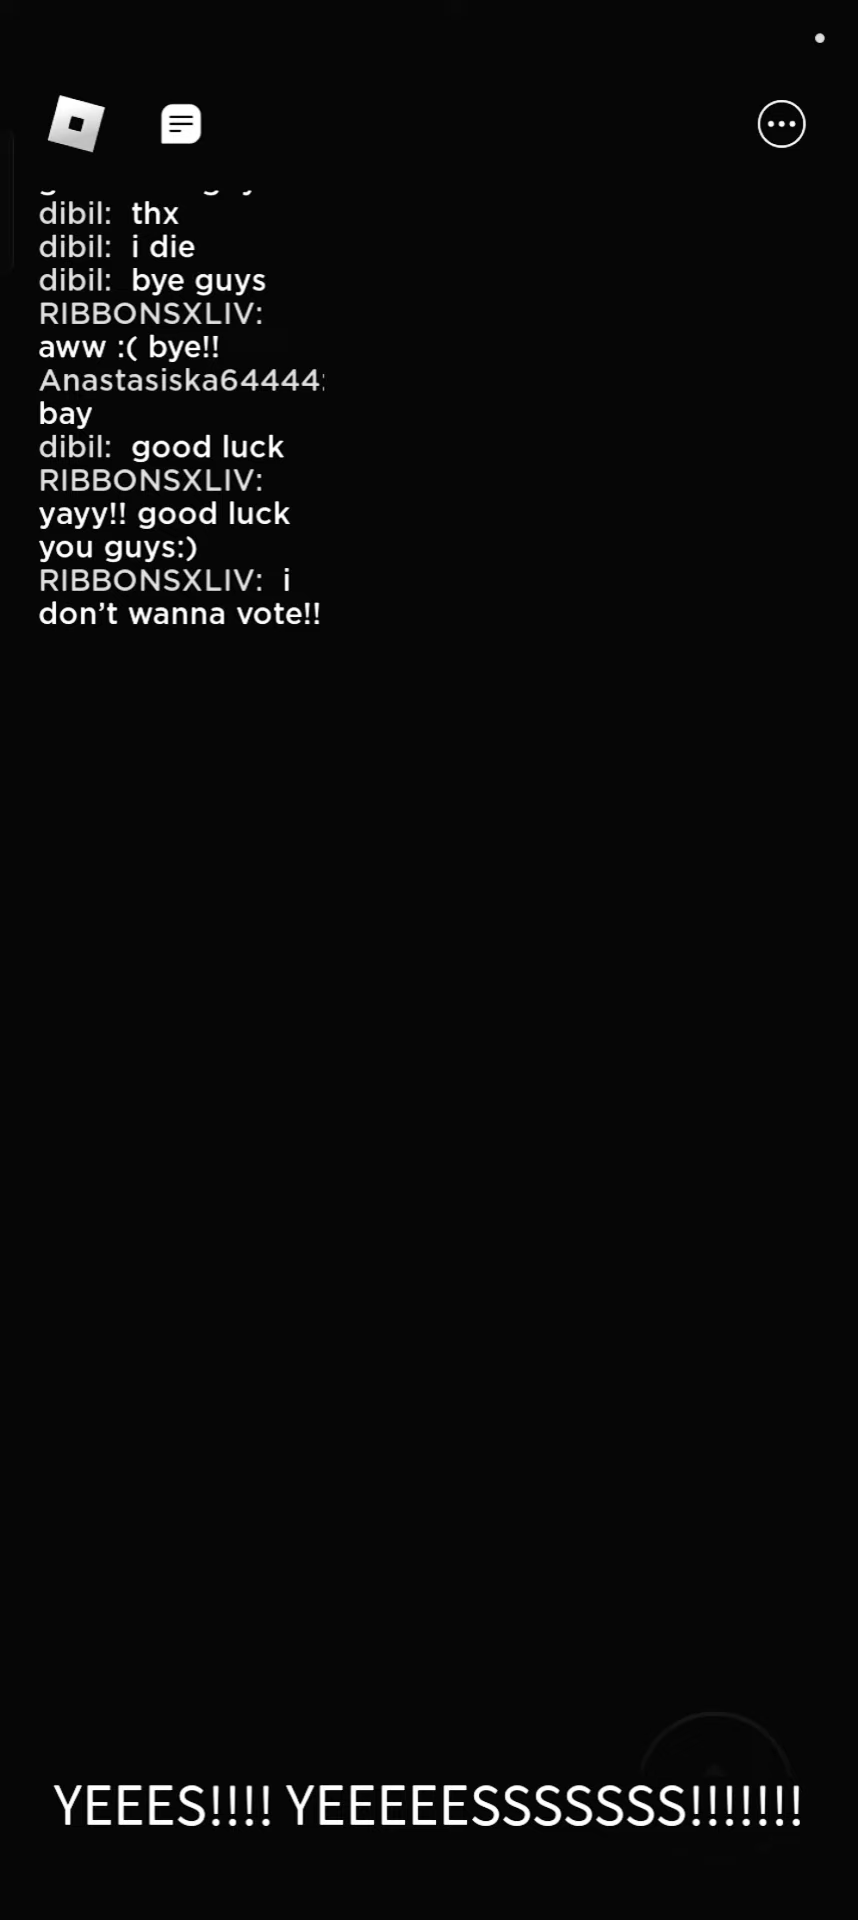 dibil: thx
dibil: i die
dibil: bye guys
RIBBONSXLIV:
aww :( bye!!
Anastasiska64444:
bay
dibil: good luck
RIBBONSXLIV:
yayy!! good luck
you guys:)
RIBBONSXLIV: i
don’t wanna vote!!
YEEES!!!! YEEEEESSSSSSS!!!!!!!